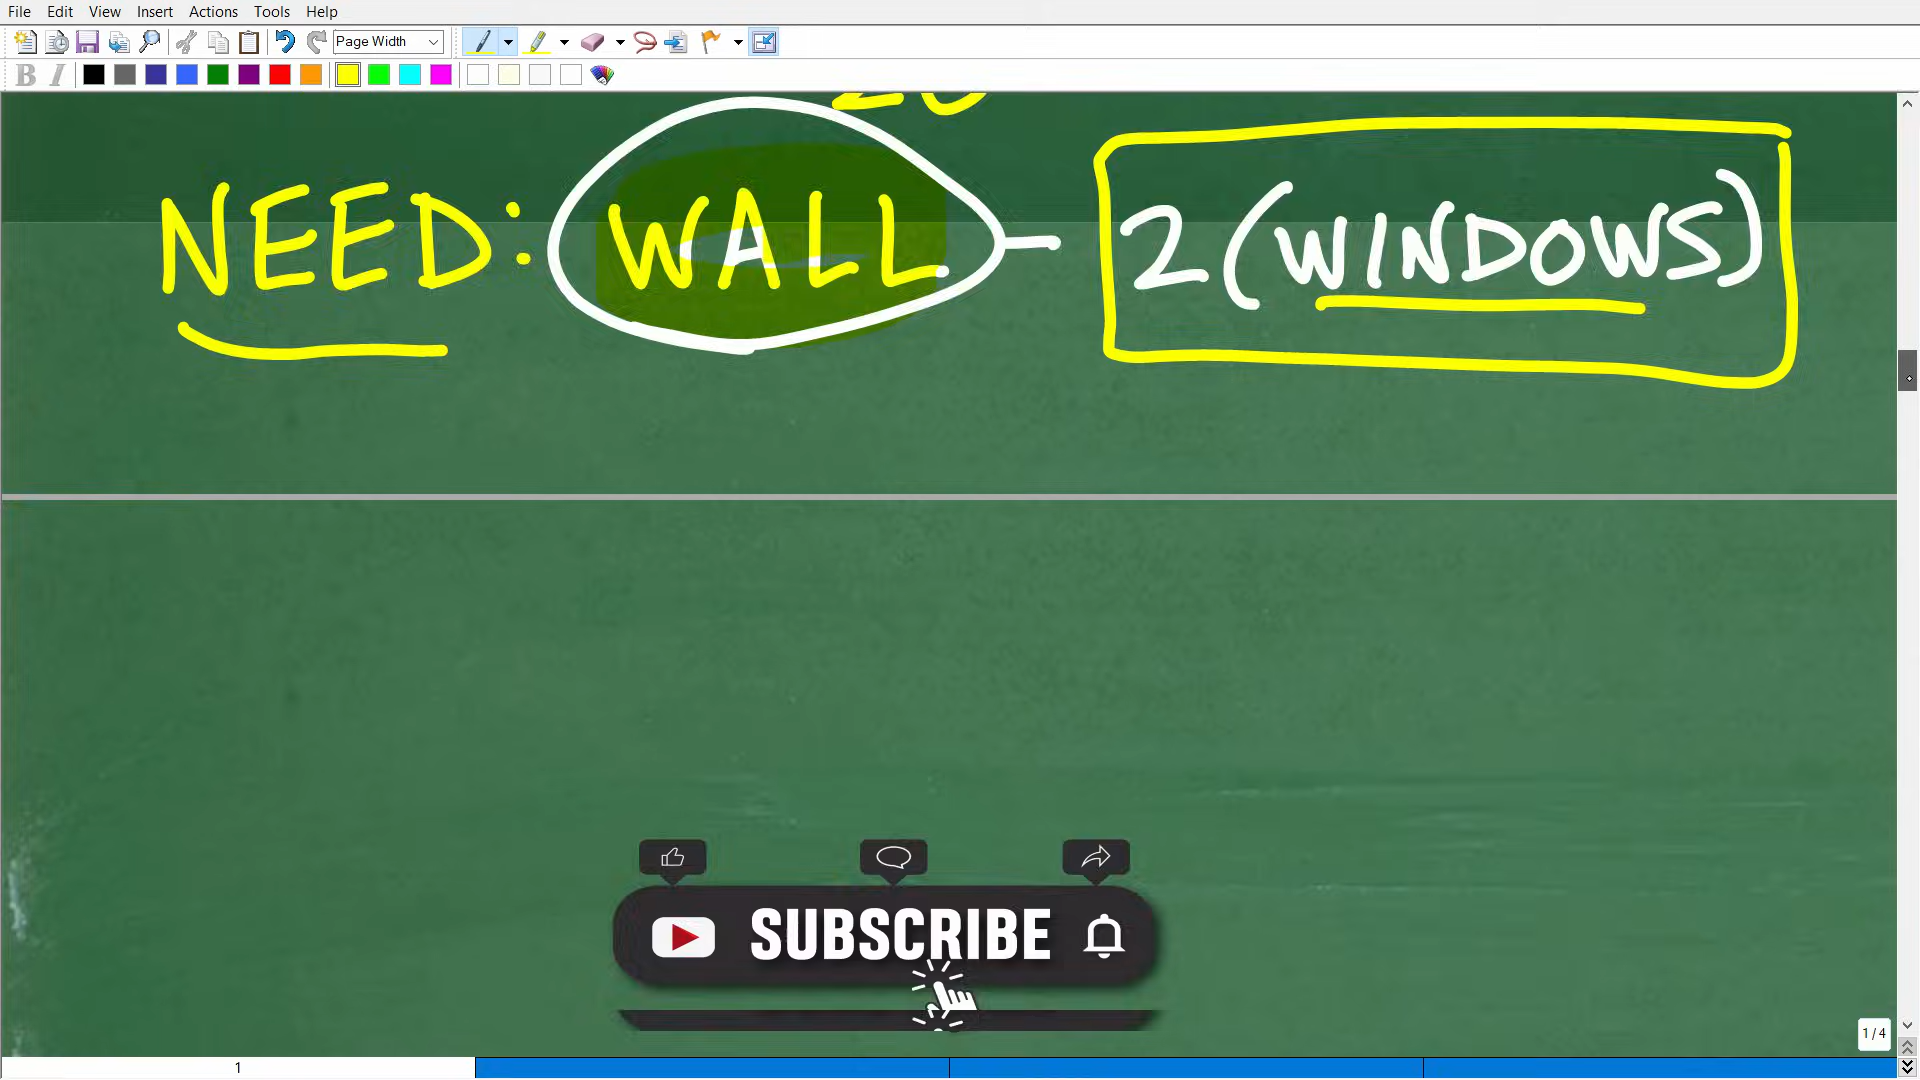 File Edit View Insert Actions Tools Help
Page Width
B I
NEED: WALL - 2(WINDOWS)
SUBSCRIBE
1 / 4
1